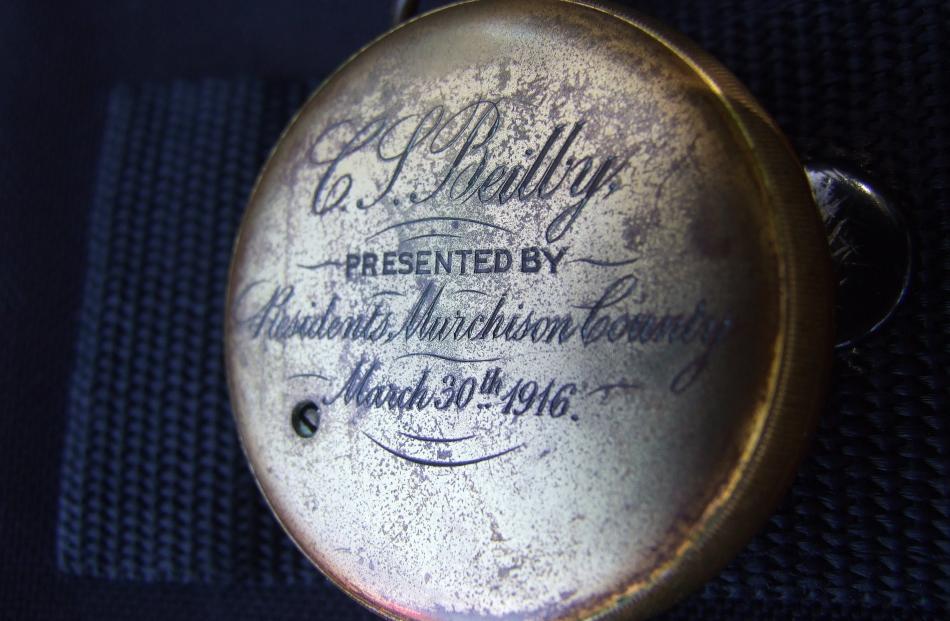 C. S. Beilby.
PRESENTED BY
Residents, Murchison County,
March 30th 1916.